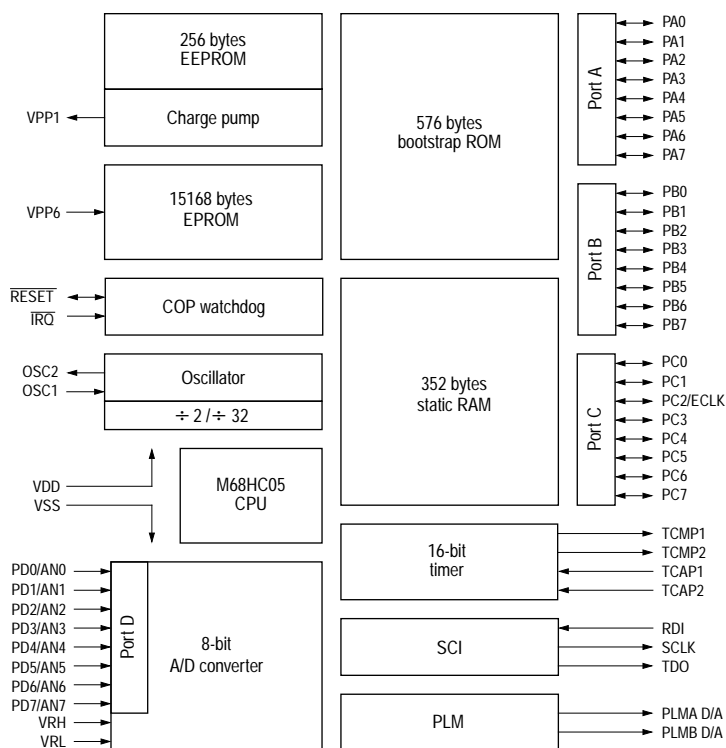 256 bytes
EEPROM
VPP1
Charge pump
VPP6
15168 bytes
EPROM
RESET
IRQ
COP watchdog
OSC2
OSC1
Oscillator
÷ 2 / ÷ 32
VDD
VSS
M68HC05
CPU
PD0/AN0
PD1/AN1
PD2/AN2
PD3/AN3
PD4/AN4
PD5/AN5
PD6/AN6
PD7/AN7
VRH
VRL
Port D
8-bit
A/D converter
576 bytes
bootstrap ROM
352 bytes
static RAM
16-bit
timer
SCI
PLM
Port A
PA0
PA1
PA2
PA3
PA4
PA5
PA6
PA7
Port B
PB0
PB1
PB2
PB3
PB4
PB5
PB6
PB7
Port C
PC0
PC1
PC2/ECLK
PC3
PC4
PC5
PC6
PC7
TCMP1
TCMP2
TCAP1
TCAP2
RDI
SCLK
TDO
PLMA D/A
PLMB D/A